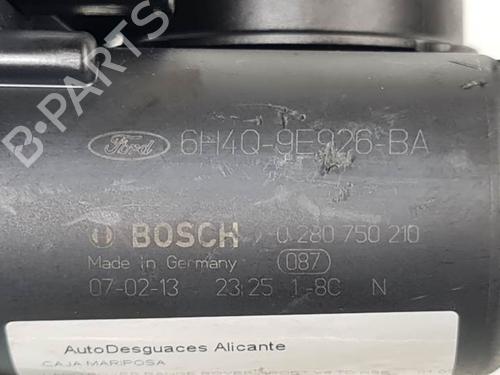 Ford 6H4Q-9E926-BA
BOSCH 0 280 750 210
Made in Germany 087
07-02-13 23:25 1-8C N
AutoDesguaces Alicante
CAJA MARIPOSA